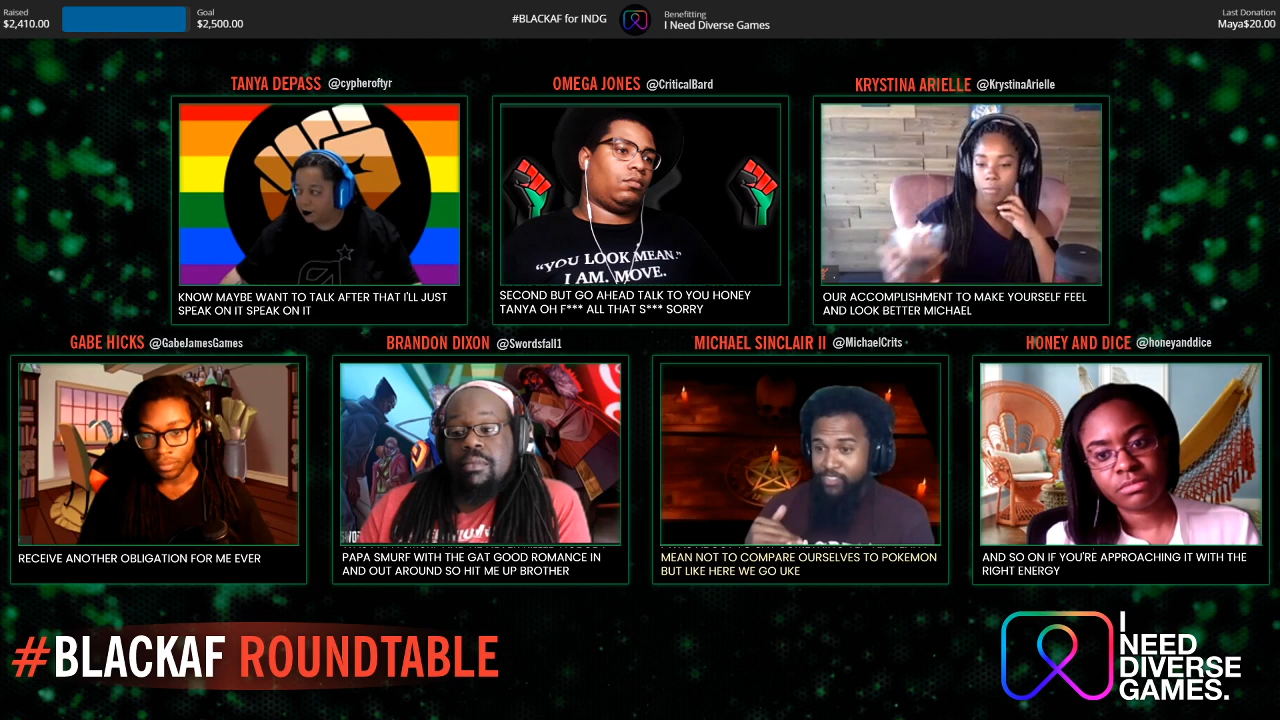 Raised
$2,410.00
Goal
$2,500.00
#BLACKAF for INDG
Benefitting
I Need Diverse Games
Last Donation
Maya$20.00
TANYA DEPASS @cypheroftyr
OMEGA JONES @CriticalBard
KRYSTINA ARIELLE @KrystinaArielle
"YOU LOOK MEAN."
I AM. MOVE.
KNOW MAYBE WANT TO TALK AFTER THAT I'LL JUST
SPEAK ON IT SPEAK ON IT
SECOND BUT GO AHEAD TALK TO YOU HONEY
TANYA OH F*** ALL THAT S*** SORRY
OUR ACCOMPLISHMENT TO MAKE YOURSELF FEEL
AND LOOK BETTER MICHAEL
GABE HICKS @GabeJamesGames
BRANDON DIXON @Swordsfall1
MICHAEL SINCLAIR II @MichaelCrits
HONEY AND DICE @honeyanddice
RECEIVE ANOTHER OBLIGATION FOR ME EVER
PAPA SMURF WITH THE GAT GOOD ROMANCE IN
AND OUT AROUND SO HIT ME UP BROTHER
MEAN NOT TO COMPARE OURSELVES TO POKEMON
BUT LIKE HERE WE GO UKE
AND SO ON IF YOU'RE APPROACHING IT WITH THE
RIGHT ENERGY
#BLACKAF ROUNDTABLE
I
NEED
DIVERSE
GAMES.